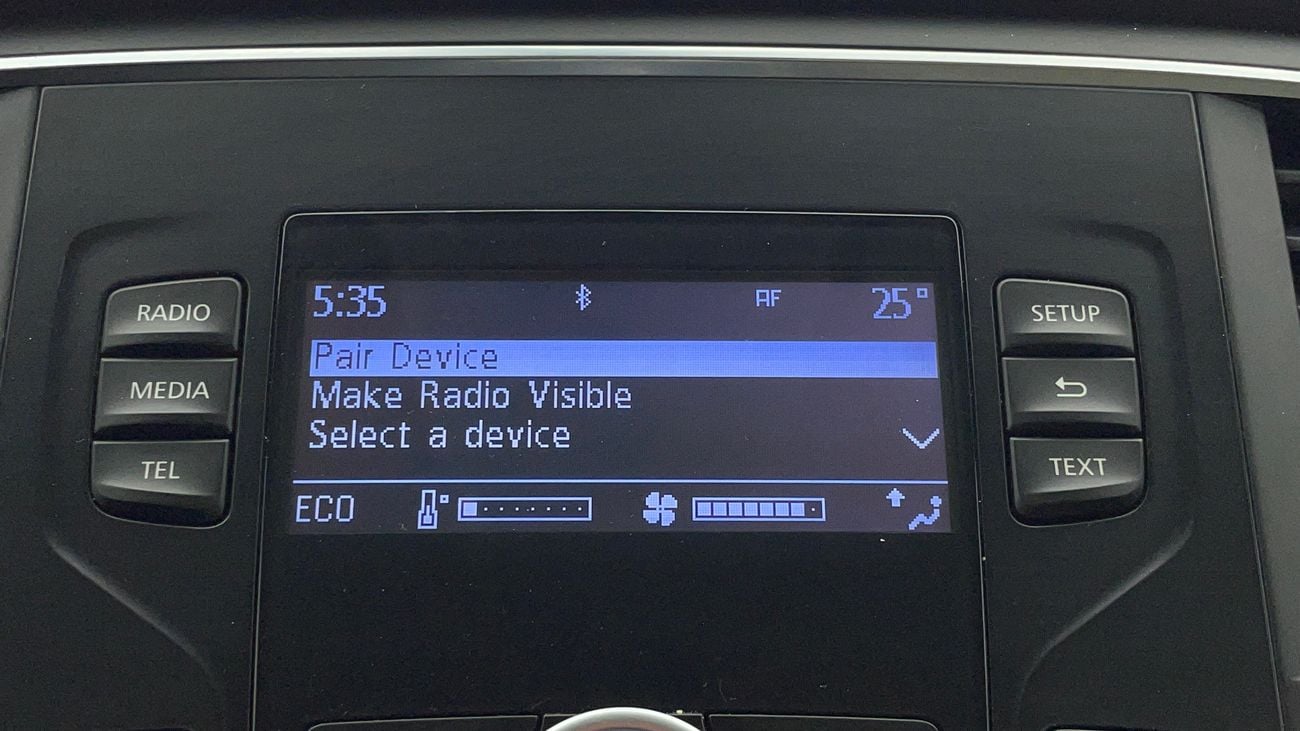 5:35 AF 25°
RADIO
MEDIA
TEL
Pair Device
Make Radio Visible
Select a device
ECO
SETUP
TEXT